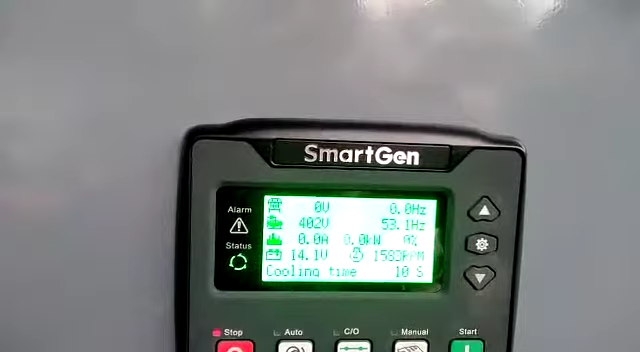 SmartGen
Alarm
Status
0V 0.0Hz
402V 53.1Hz
0.0A 0.0kW 0%
14.1V 1583RPM
Cooling time 10 S
Stop Auto C/O Manual Start